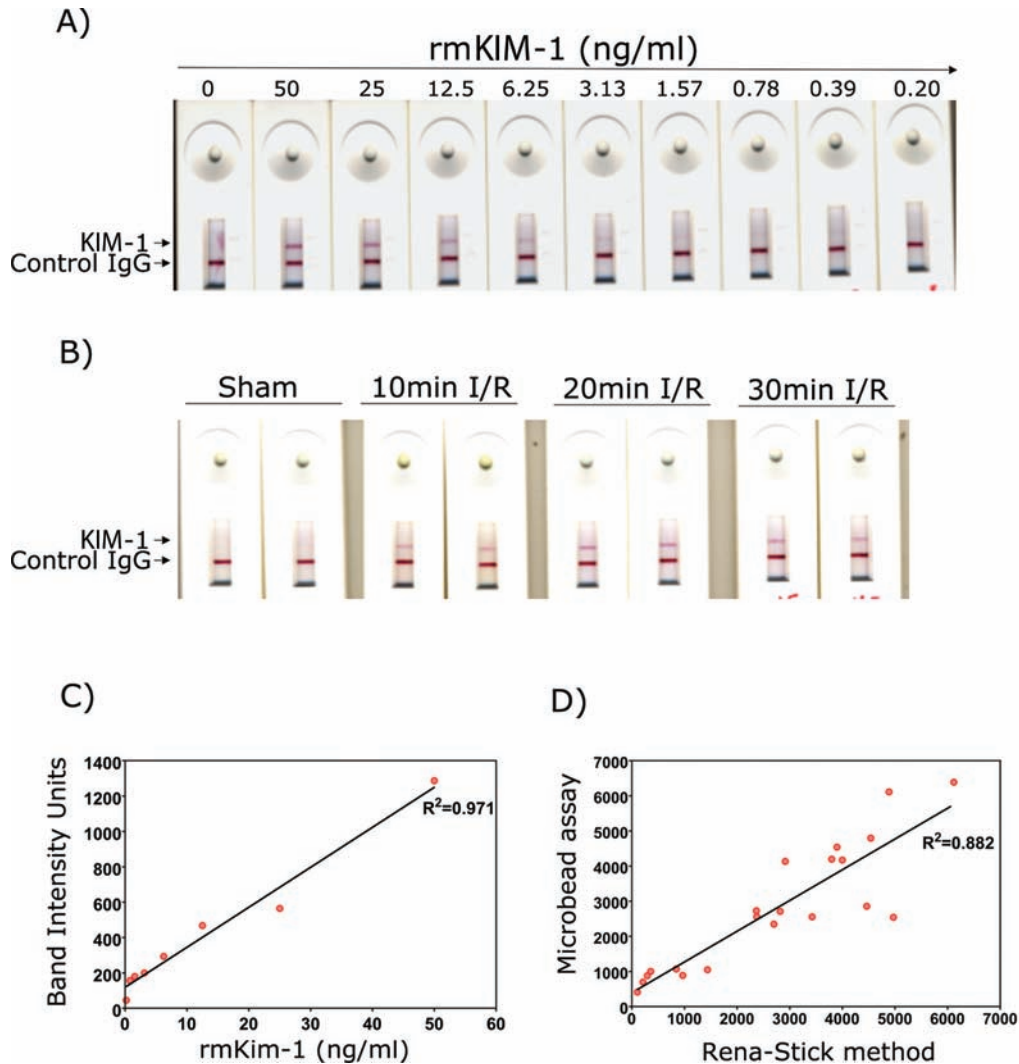 A)
rmKIM-1 (ng/ml)
0 50 25 12.5 6.25 3.13 1.57 0.78 0.39 0.20
KIM-1
Control IgG
B)
Sham 10min I/R 20min I/R 30min I/R
KIM-1
Control IgG
C)
Band Intensity Units
1400
1200
1000
800
600
400
200
0
R²=0.971
0 10 20 30 40 50 60
rmKim-1 (ng/ml)
D)
Microbead assay
7000
6000
5000
4000
3000
2000
1000
0
R²=0.882
0 1000 2000 3000 4000 5000 6000 7000
Rena-Stick method